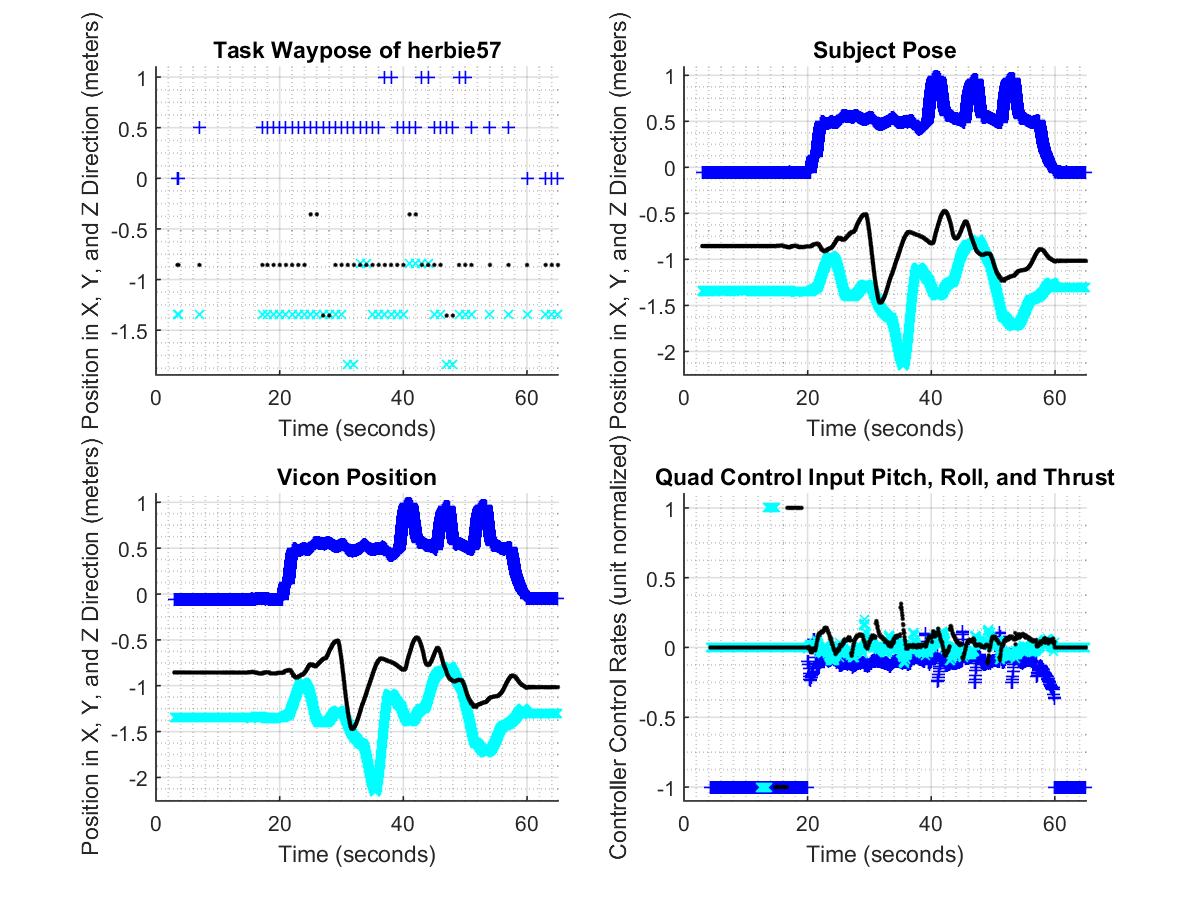 Task Waypose of herbie57
Position in X, Y, and Z Direction (meters)
1
0.5
0
-0.5
-1
-1.5
0 20 40 60
Time (seconds)
Subject Pose
Position in X, Y, and Z Direction (meters)
1
0.5
0
-0.5
-1
-1.5
-2
0 20 40 60
Time (seconds)
Vicon Position
Position in X, Y, and Z Direction (meters)
1
0.5
0
-0.5
-1
-1.5
-2
0 20 40 60
Time (seconds)
Quad Control Input Pitch, Roll, and Thrust
Controller Control Rates (unit normalized)
1
0.5
0
-0.5
-1
0 20 40 60
Time (seconds)